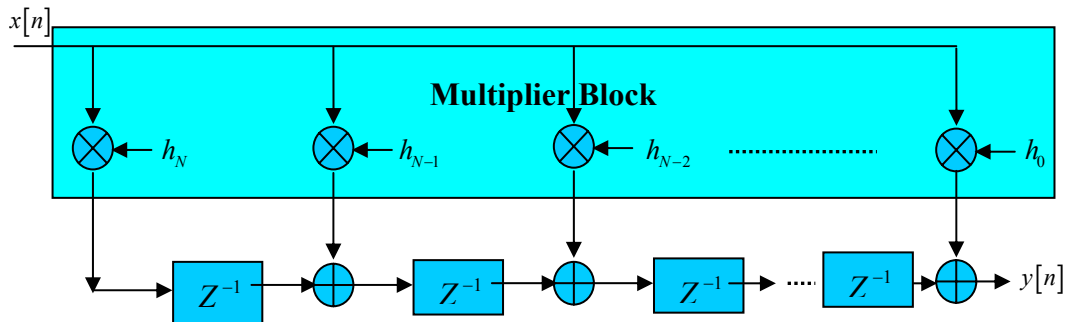 x[n]
Multiplier Block
h_N h_{N-1} h_{N-2} h_0
Z^{-1} Z^{-1} Z^{-1} Z^{-1} y[n]